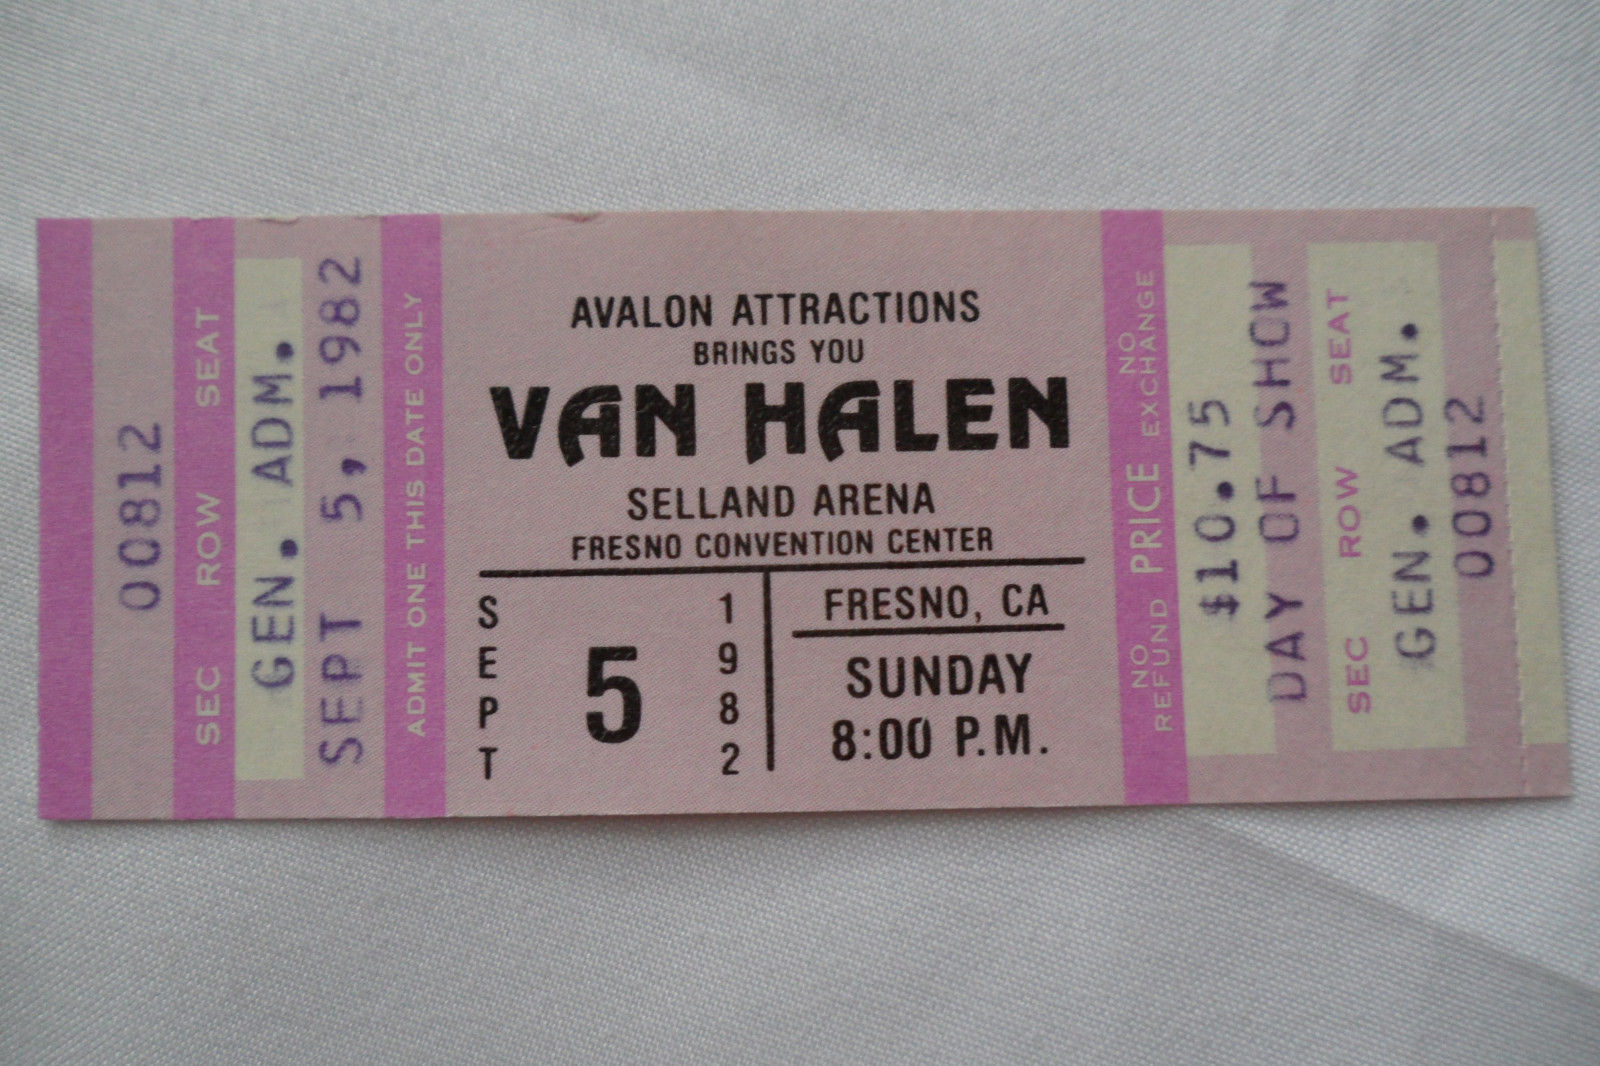 00812
SEC ROW SEAT
GEN. ADM.
SEPT 5, 1982
ADMIT ONE THIS DATE ONLY
AVALON ATTRACTIONS
BRINGS YOU
VAN HALEN
SELLAND ARENA
FRESNO CONVENTION CENTER
SEPT
5
1982
FRESNO, CA
SUNDAY
8:00 P.M.
NO REFUND
PRICE
NO EXCHANGE
$10.75
DAY OF SHOW
SEC ROW SEAT
GEN. ADM.
00812